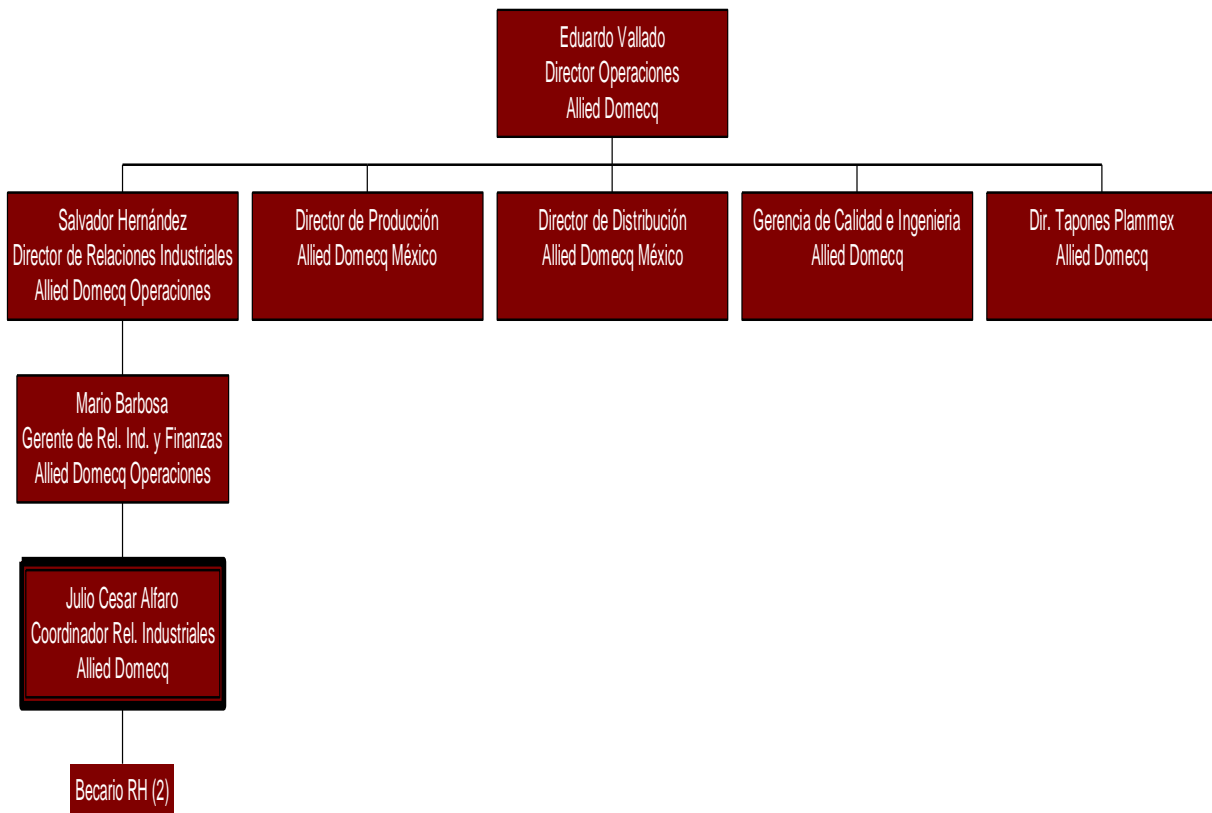 Eduardo Vallado
Director Operaciones
Allied Domecq
Salvador Hernández
Director de Relaciones Industriales
Allied Domecq Operaciones
Director de Producción
Allied Domecq México
Director de Distribución
Allied Domecq México
Gerencia de Calidad e Ingenieria
Allied Domecq
Dir. Tapones Plammex
Allied Domecq
Mario Barbosa
Gerente de Rel. Ind. y Finanzas
Allied Domecq Operaciones
Julio Cesar Alfaro
Coordinador Rel. Industriales
Allied Domecq
Becario RH (2)